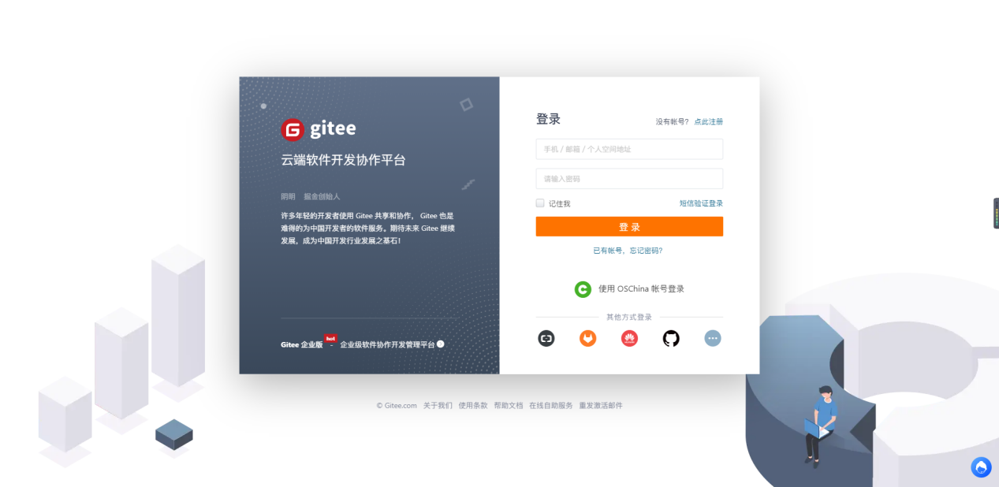 gitee
云端软件开发协作平台
阴明 掘金创始人
许多年轻的开发者使用 Gitee 共享和协作， Gitee 也是
难得的为中国开发者的软件服务。期待未来 Gitee 继续
发展，成为中国开发行业发展之基石！
hot
Gitee 企业版 - 企业级软件协作开发管理平台
登录
没有帐号? 点此注册
手机 / 邮箱 / 个人空间地址
请输入密码
记住我
短信验证登录
登 录
已有帐号，忘记密码?
使用 OSChina 帐号登录
其他方式登录
© Gitee.com 关于我们 使用条款 帮助文档 在线自助服务 重发激活邮件